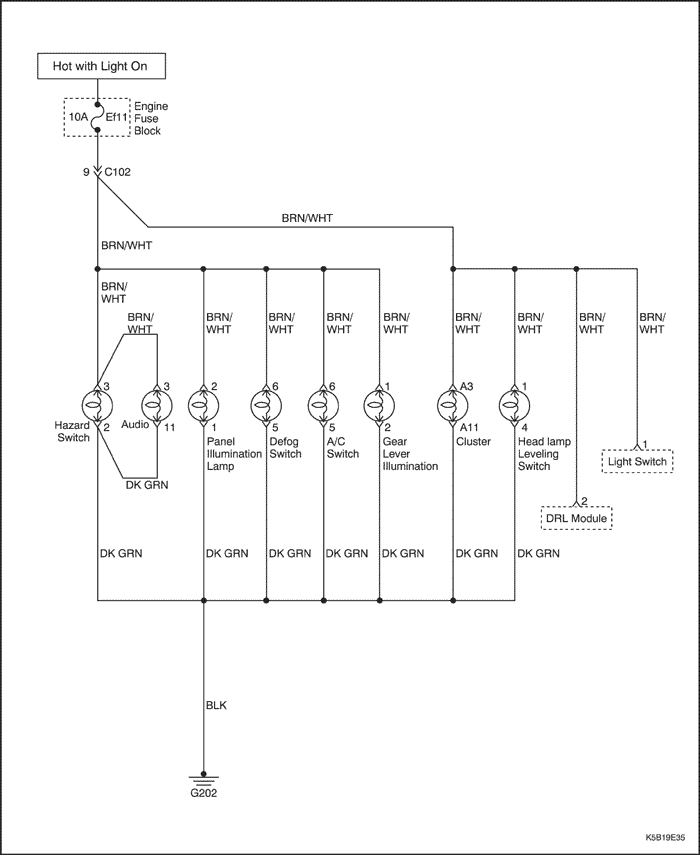 Hot with Light On
10A Ef11
Engine
Fuse
Block
9 C102
BRN/WHT
BRN/WHT
BRN/
WHT
BRN/
WHT
BRN/
WHT
BRN/
WHT
BRN/
WHT
BRN/
WHT
BRN/
WHT
BRN/
WHT
BRN/
WHT
BRN/
WHT
3 3 2 6 6 1 A3 1
2 11 1 5 5 2 A11 4
Hazard
Switch
Audio
Panel
Illumination
Lamp
Defog
Switch
A/C
Switch
Gear
Lever
Illumination
Cluster
Head lamp
Leveling
Switch
1
Light Switch
2
DRL Module
DK GRN
DK GRN DK GRN DK GRN DK GRN DK GRN DK GRN DK GRN
BLK
G202
K5B19E35